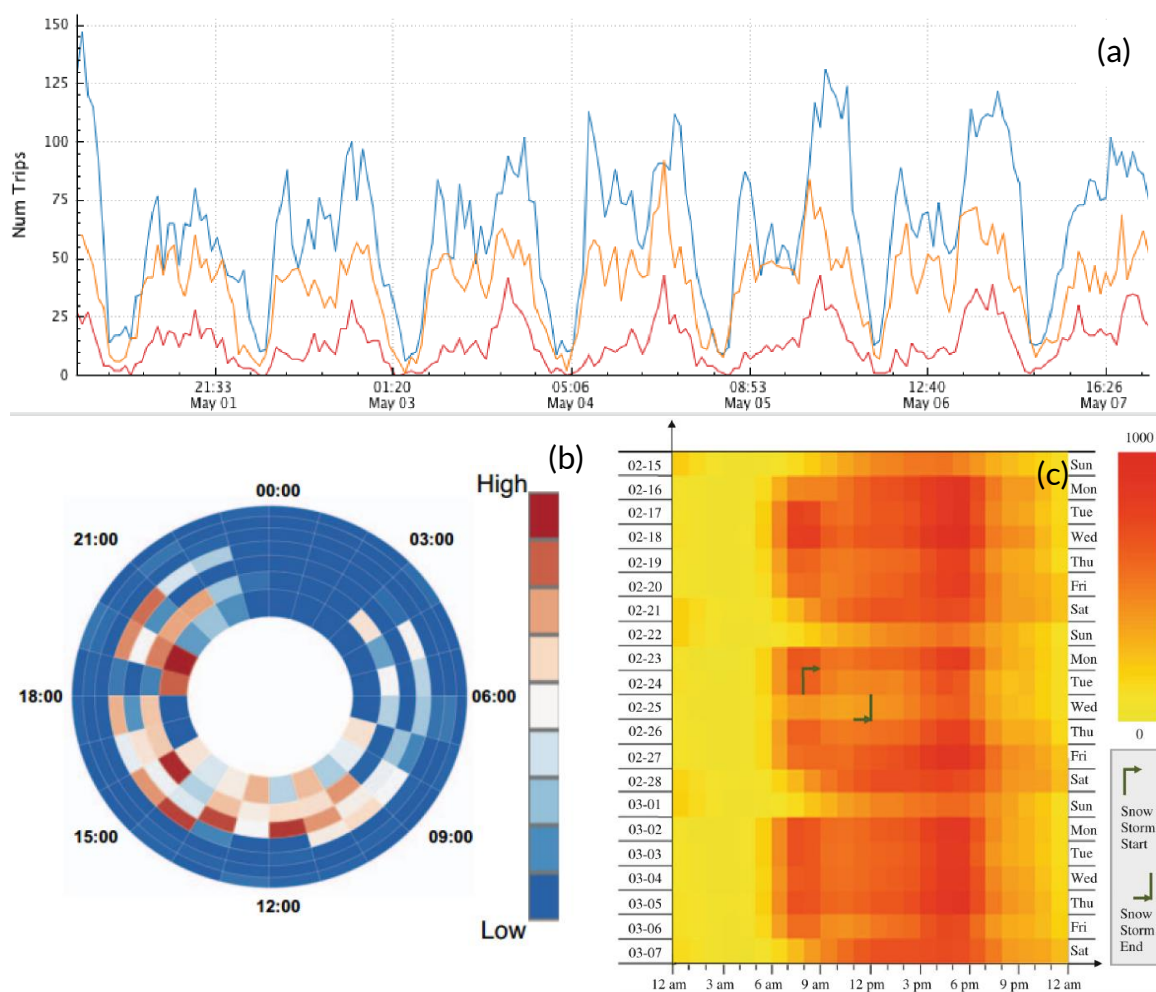 (a)
Num Trips
150
125
100
75
50
25
0
21:33
May 01
01:20
May 03
05:06
May 04
08:53
May 05
12:40
May 06
16:26
May 07
(b)
00:00
03:00
06:00
09:00
12:00
15:00
18:00
21:00
High
Low
(c)
02-15 Sun
02-16 Mon
02-17 Tue
02-18 Wed
02-19 Thu
02-20 Fri
02-21 Sat
02-22 Sun
02-23 Mon
02-24 Tue
02-25 Wed
02-26 Thu
02-27 Fri
02-28 Sat
03-01 Sun
03-02 Mon
03-03 Tue
03-04 Wed
03-05 Thu
03-06 Fri
03-07 Sat
12 am 3 am 6 am 9 am 12 pm 3 pm 6 pm 9 pm 12 am
1000
0
Snow
Storm
Start
Snow
Storm
End